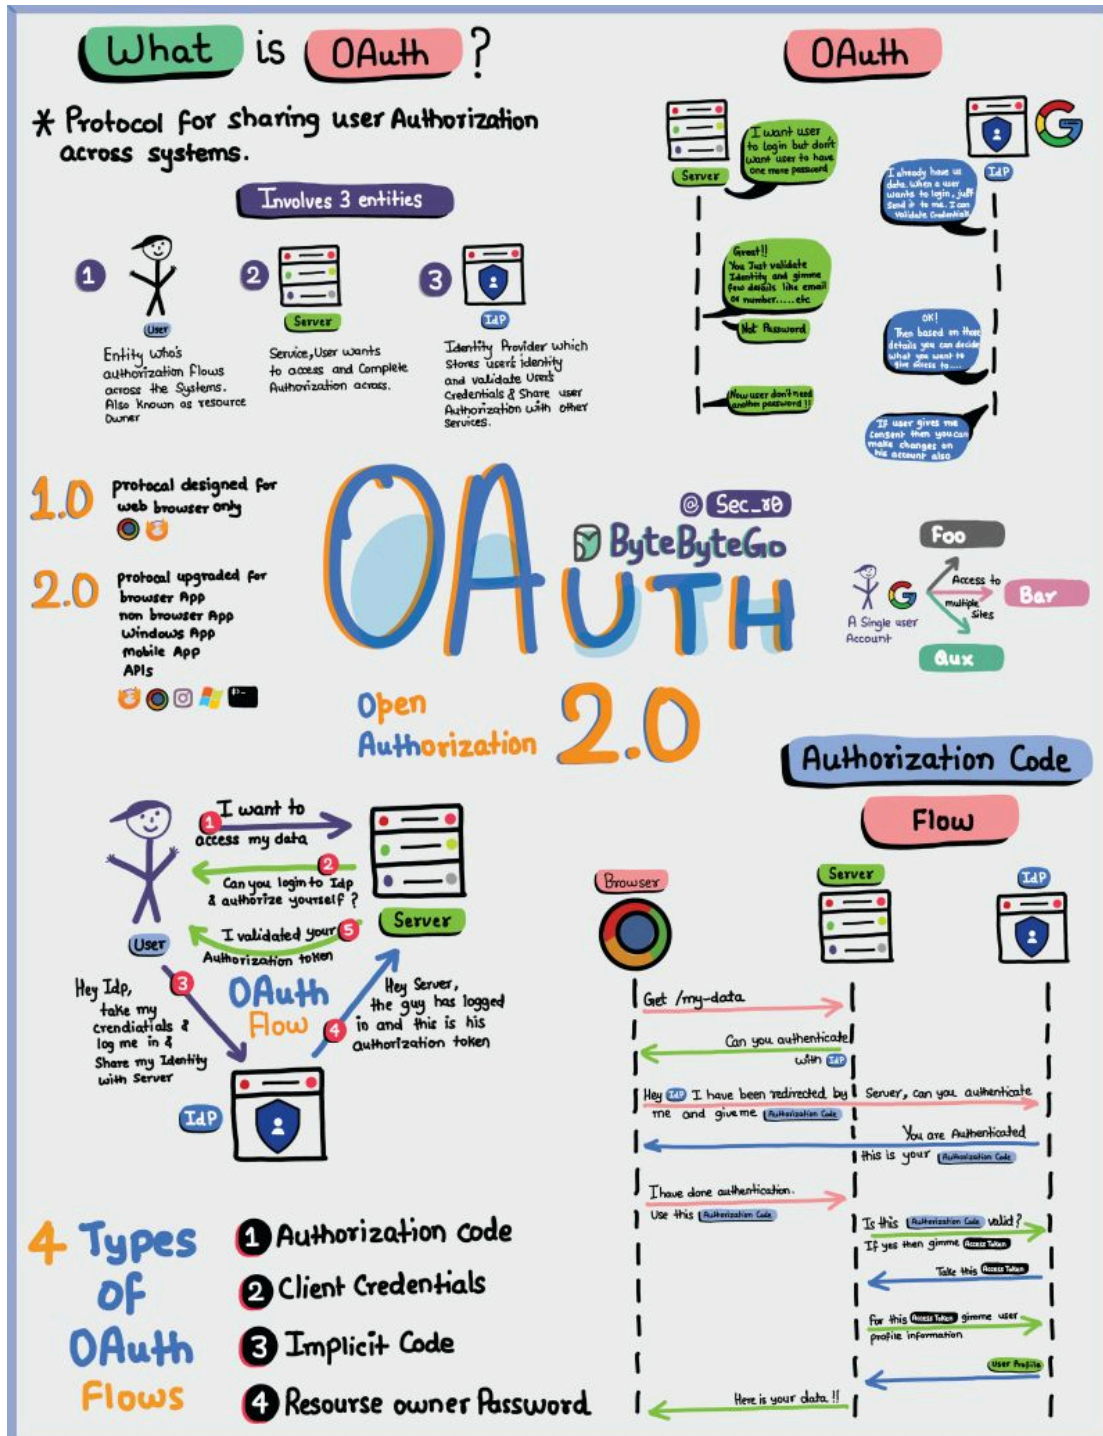 What is OAuth ?
* Protocol for sharing user Authorization
across systems.
Involves 3 entities
1
User
Entity Who's
authorization Flows
across the Systems.
Also Known as resource
Owner
2
Server
Service, User wants
to access and Complete
Authorization across.
3
IdP
Identity Provider which
Stores user's identity
and validate User's
Credentials & Share user
Authorization with other
Services.
OAuth
Server
IdP
I want user
to login but don't
want user to have
one more password
I already have us
data. When a user
wants to login, just
Send it to me. I can
Validate Credentials
Great!!
You Just validate
Identity and gimme
few details like email
or number.....etc
Not Password
OK!
Then based on those
details you can decide
what you want to
give access to.....
Now user don't need
another password !!
If user gives me
consent then you can
make changes on
his account also
1.0
protocal designed for
web browser only
2.0
protocal upgraded for
browser App
non browser App
Windows App
Mobile App
APIs
@ Sec_r0
ByteByteGo
OAUTH
Open
Authorization
2.0
A Single user
Account
Access to
multiple
Sites
Foo
Bar
Qux
User
Server
IdP
1
I want to
access my data
2
Can you login to Idp
& authorize yourself ?
5
I validated your
Authorization token
3
Hey Idp,
take my
crendiatials &
log me in &
Share my Identity
with Server
OAuth
Flow
4
Hey Server,
the guy has logged
in and this is his
authorization token
Authorization Code
Flow
Browser
Server
IdP
Get /my-data
Can you authenticate
with IdP
Hey IdP I have been redirected by Server, can you authenticate
me and give me Authorization Code
You are Authenticated
this is your Authorization Code
I have done authentication.
Use this Authorization Code
Is this Authorization Code valid?
If yes then gimme Access Token
Take this Access Token
For this Access Token gimme user
profile information
User Profile
Here is your data !!
4 Types
OF
OAuth
Flows
1 Authorization code
2 Client Credentials
3 Implicit Code
4 Resourse owner Password